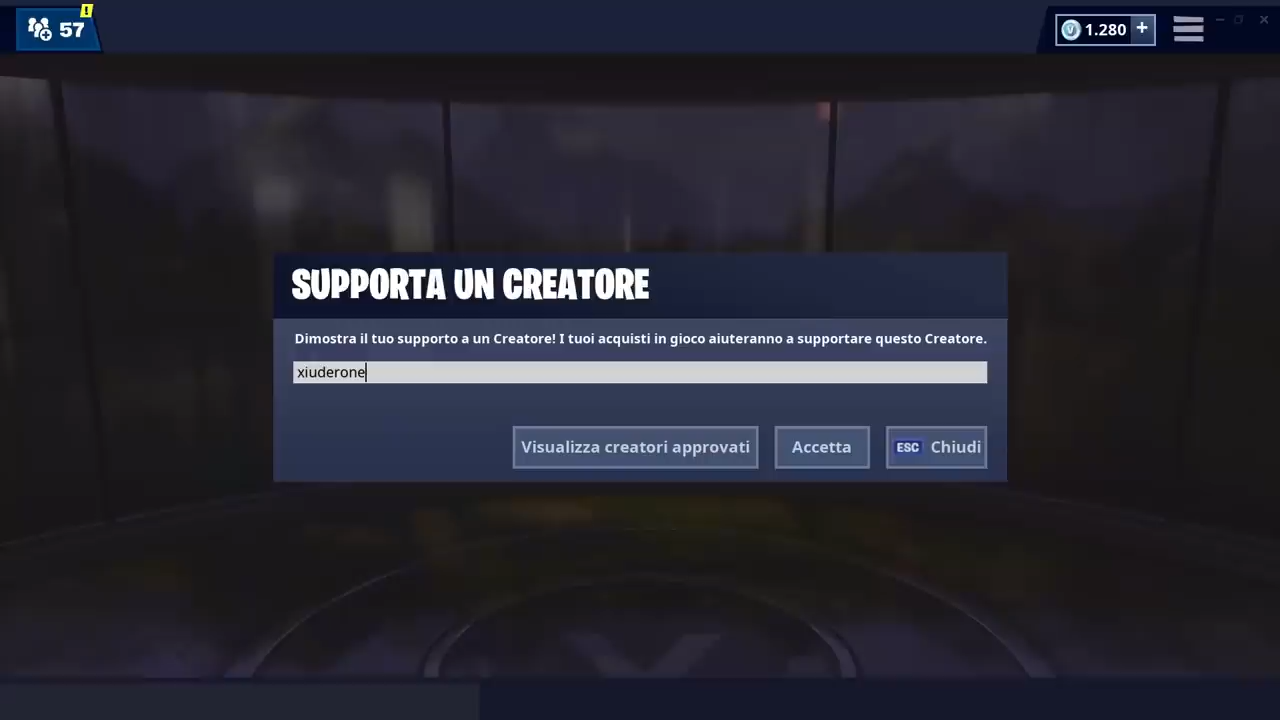 57
!
1.280 +
SUPPORTA UN CREATORE
Dimostra il tuo supporto a un Creatore! I tuoi acquisti in gioco aiuteranno a supportare questo Creatore.
xiuderone
Visualizza creatori approvati
Accetta
ESC Chiudi